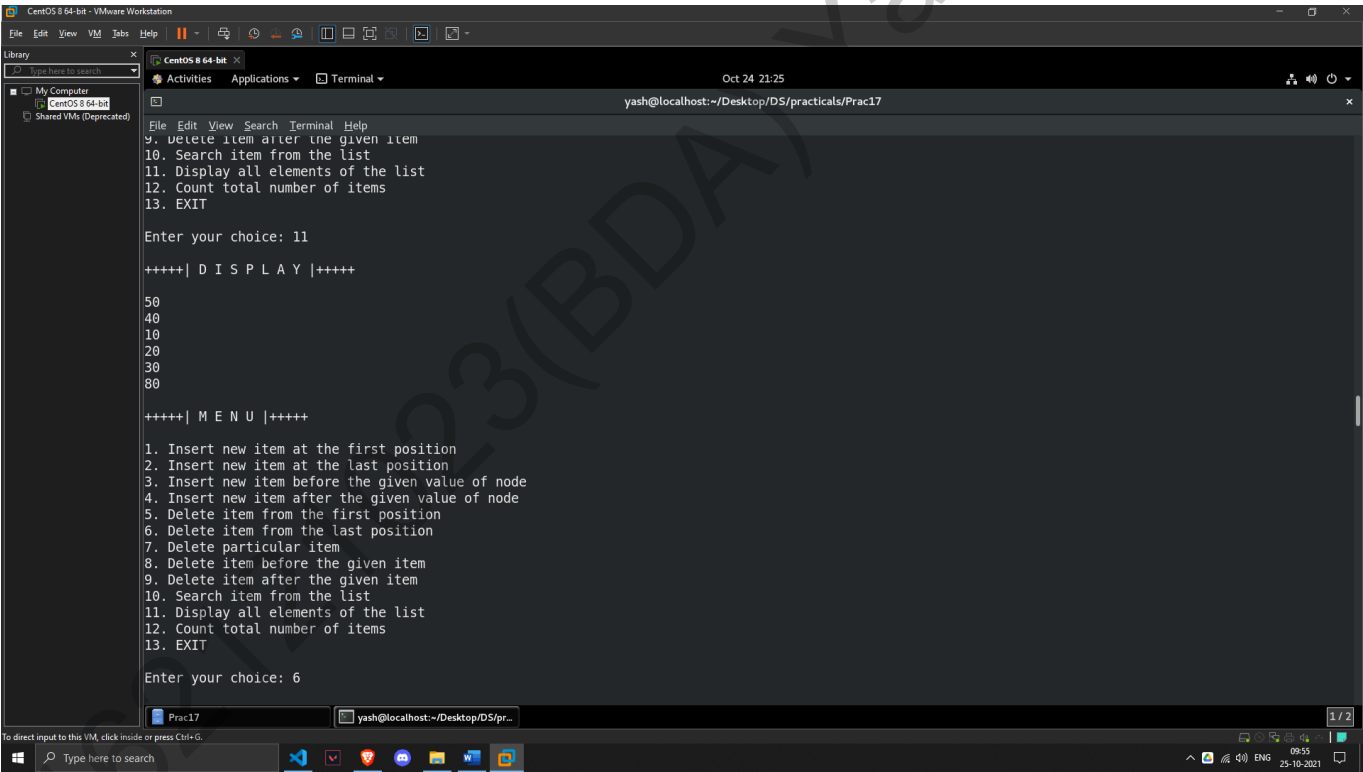 CentOS 8 64-bit - VMware Workstation
File Edit View VM Tabs Help
Library
Type here to search
My Computer
CentOS 8 64-bit
Shared VMs (Deprecated)
CentOS 8 64-bit
Activities Applications Terminal Oct 24 21:25
yash@localhost:~/Desktop/DS/practicals/Prac17
File Edit View Search Terminal Help
9. Delete item after the given item
10. Search item from the list
11. Display all elements of the list
12. Count total number of items
13. EXIT
Enter your choice: 11
+++++| D I S P L A Y |+++++
50
40
10
20
30
80
+++++| M E N U |+++++
1. Insert new item at the first position
2. Insert new item at the last position
3. Insert new item before the given value of node
4. Insert new item after the given value of node
5. Delete item from the first position
6. Delete item from the last position
7. Delete particular item
8. Delete item before the given item
9. Delete item after the given item
10. Search item from the list
11. Display all elements of the list
12. Count total number of items
13. EXIT
Enter your choice: 6
Prac17 yash@localhost:~/Desktop/DS/pr... 1 / 2
To direct input to this VM, click inside or press Ctrl+G.
Type here to search ENG 09:55
25-10-2021